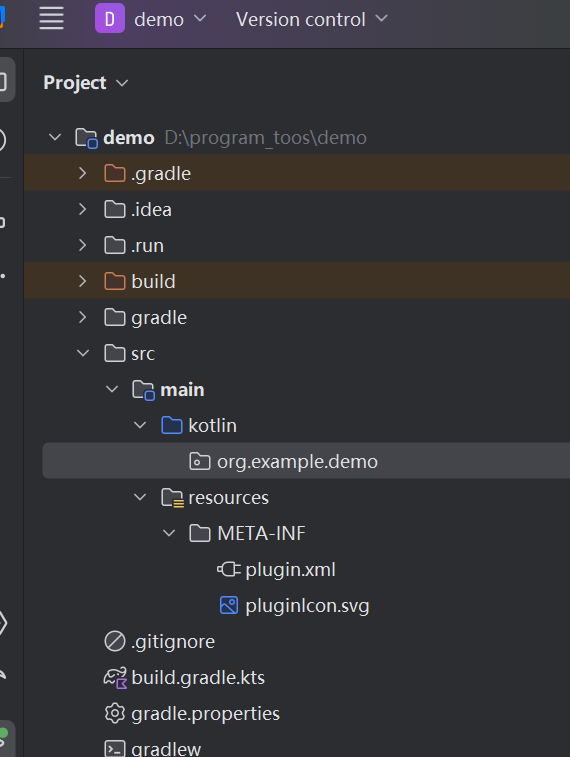 D demo Version control
Project
demo D:\program_toos\demo
.gradle
.idea
.run
build
gradle
src
main
kotlin
org.example.demo
resources
META-INF
plugin.xml
pluginIcon.svg
.gitignore
build.gradle.kts
gradle.properties
gradlew